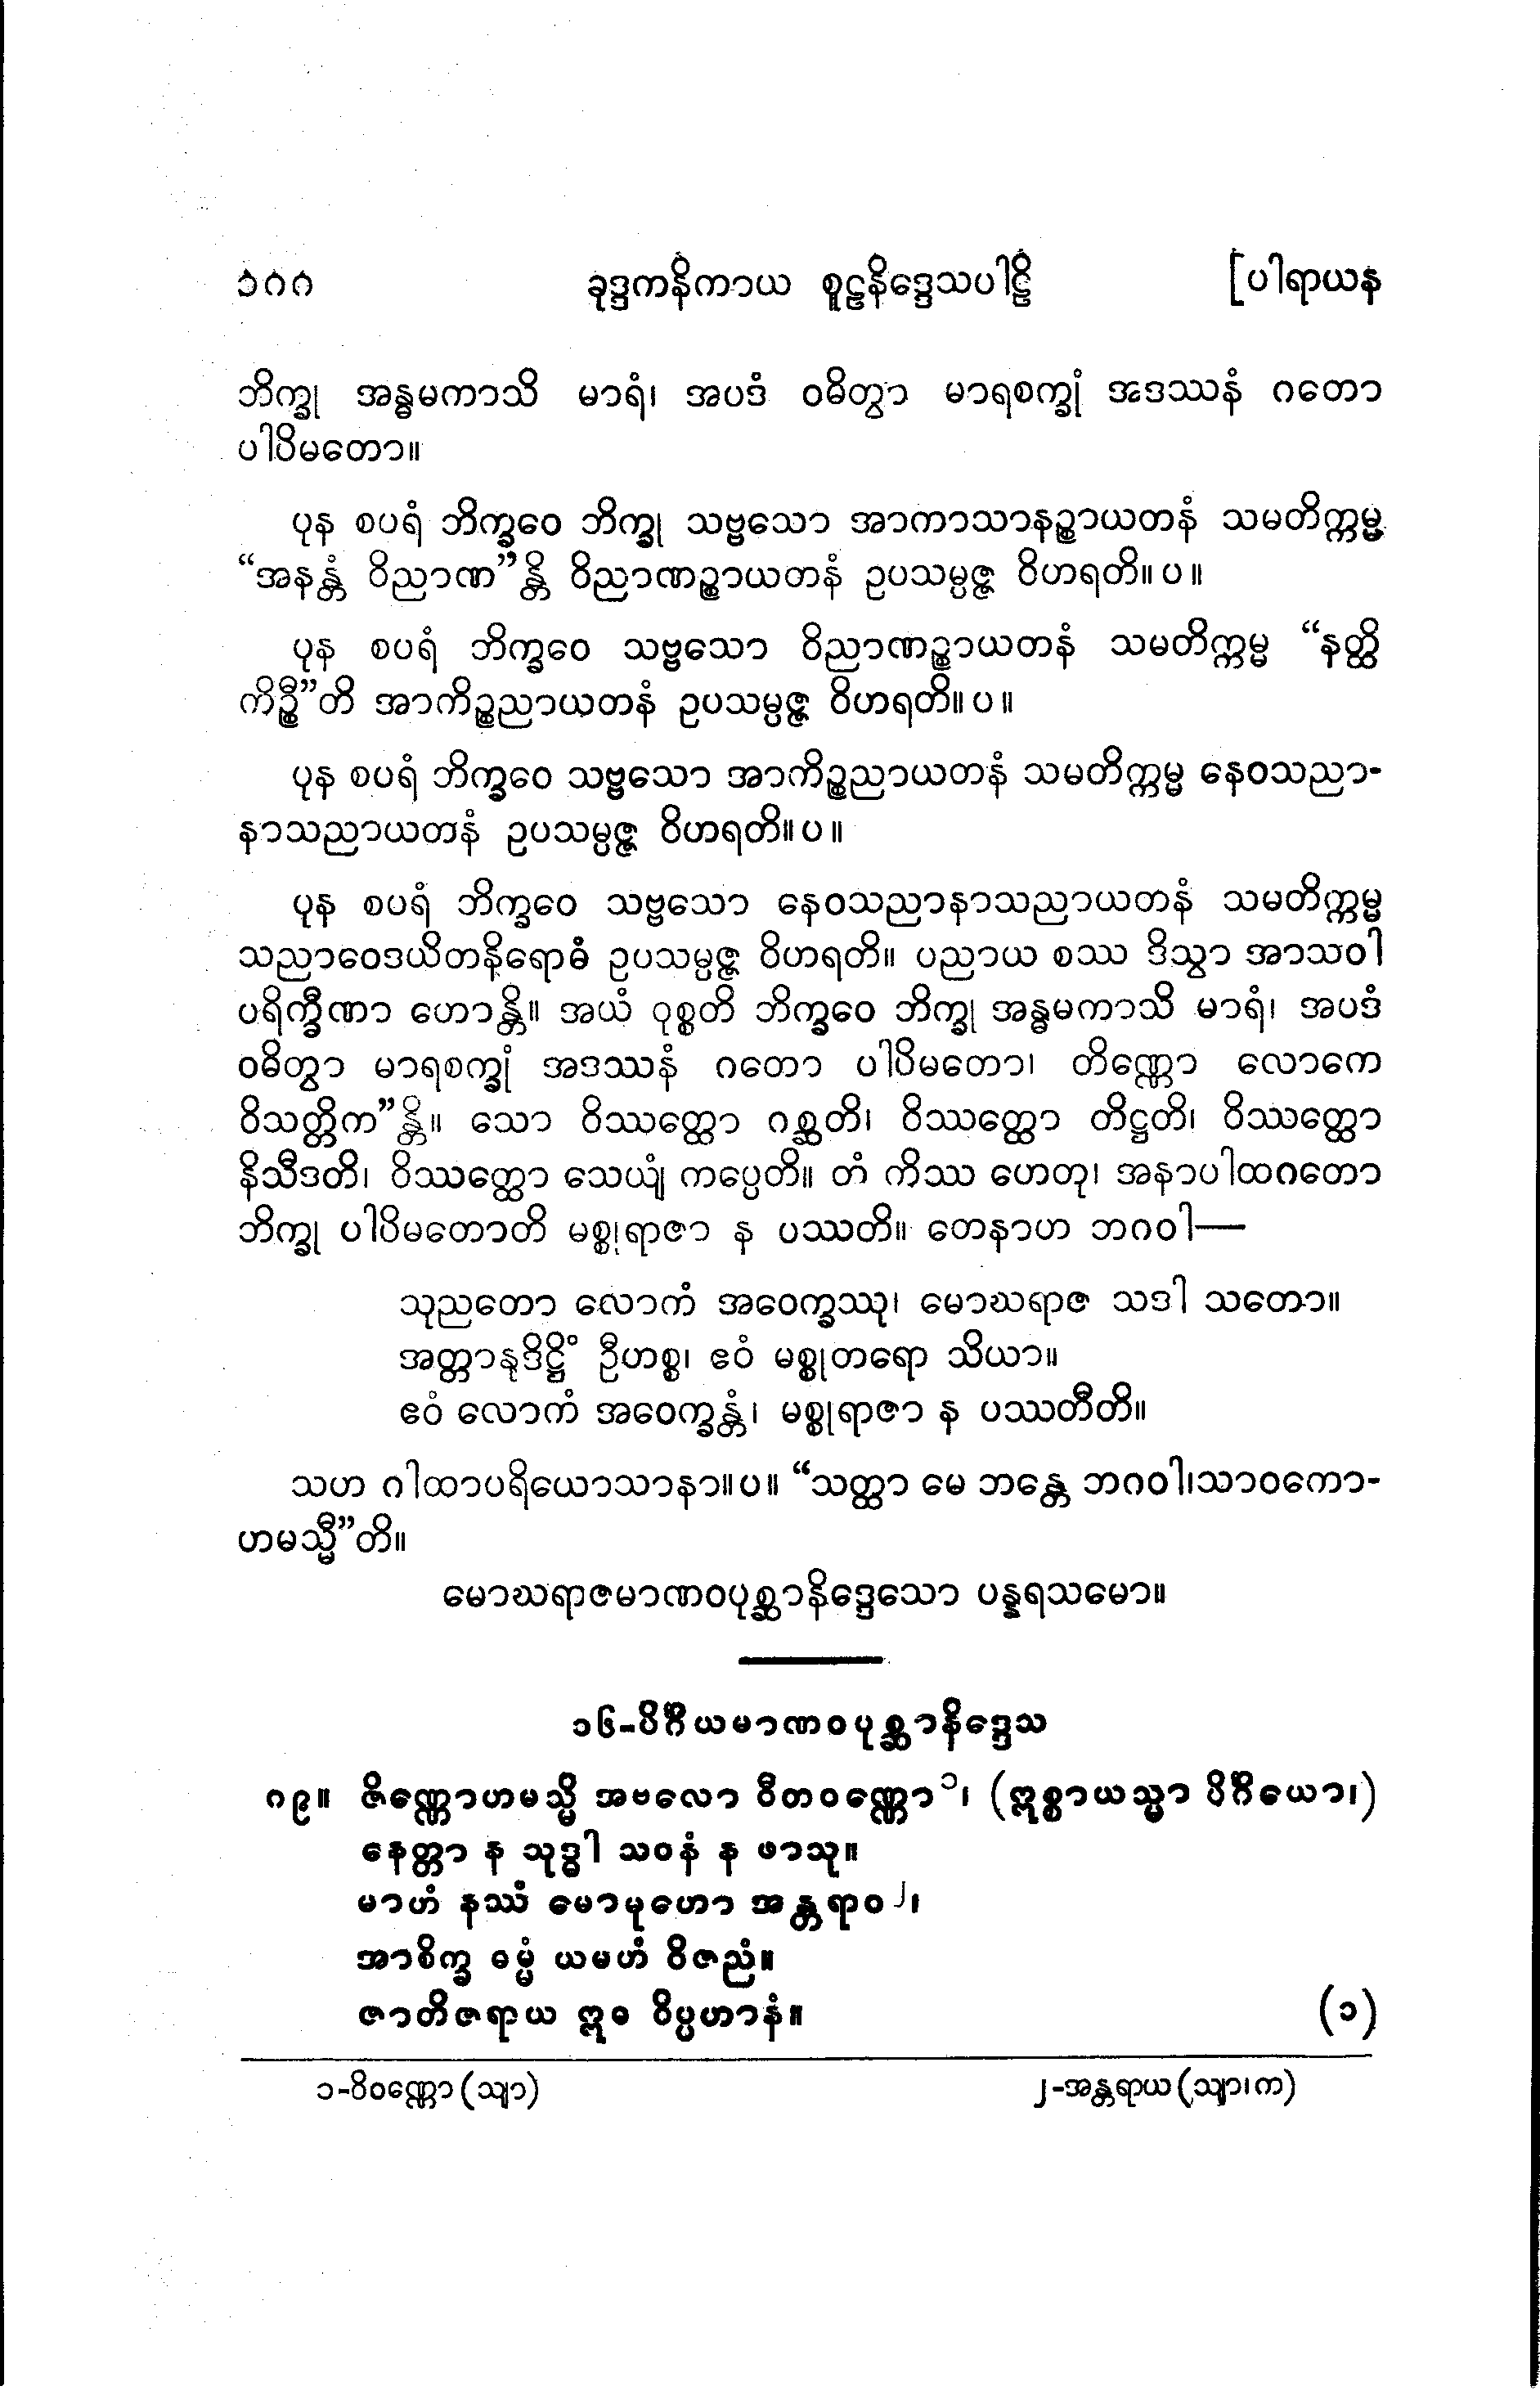 ၁၈၈ ခုဒ္ဒကနိကာယ စူဠနိဒ္ဒေသပါဠိ [ပါရာယန
ဘိက္ခု အန္ဓမကာသိ မာရံ၊ အပဒံ ဝဓိတွာ မာရစက္ခုံ အဒဿနံ ဂတော
ပါပိမတော။
ပုန စပရံ ဘိက္ခဝေ ဘိက္ခု သဗ္ဗသော အာကာသာနဉ္စာယတနံ သမတိက္ကမ္မ
“အနန္တံ ဝိညာဏ”န္တိ ဝိညာဏဉ္စာယတနံ ဥပသမ္ပဇ္ဇ ဝိဟရတိ။ပ။
ပုန စပရံ ဘိက္ခဝေ သဗ္ဗသော ဝိညာဏဉ္စာယတနံ သမတိက္ကမ္မ “နတ္ထိ
ကိဉ္စီ”တိ အာကိဉ္စညာယတနံ ဥပသမ္ပဇ္ဇ ဝိဟရတိ။ပ။
ပုန စပရံ ဘိက္ခဝေ သဗ္ဗသော အာကိဉ္စညာယတနံ သမတိက္ကမ္မ နေဝသညာ-
နာသညာယတနံ ဥပသမ္ပဇ္ဇ ဝိဟရတိ။ပ။
ပုန စပရံ ဘိက္ခဝေ သဗ္ဗသော နေဝသညာနာသညာယတနံ သမတိက္ကမ္မ
သညာဝေဒယိတနိရောဓံ ဥပသမ္ပဇ္ဇ ဝိဟရတိ။ ပညာယ စဿ ဒိသွာ အာသဝါ
ပရိက္ခီဏာ ဟောန္တိ။ အယံ ဝုစ္စတိ ဘိက္ခဝေ ဘိက္ခု အန္ဓမကာသိ မာရံ၊ အပဒံ
ဝဓိတွာ မာရစက္ခုံ အဒဿနံ ဂတော ပါပိမတော၊ တိဏ္ဏော လောကေ
ဝိသတ္တိက”န္တိ။ သော ဝိဿတ္ထော ဂစ္ဆတိ၊ ဝိဿတ္ထော တိဋ္ဌတိ၊ ဝိဿတ္ထော
နိသီဒတိ၊ ဝိဿတ္ထော သေယျံ ကပ္ပေတိ။ တံ ကိဿ ဟေတု၊ အနာပါထဂတော
ဘိက္ခု ပါပိမတောတိ မစ္စုရာဇာ န ပဿတိ။ တေနာဟ ဘဂဝါ—
သုညတော လောကံ အဝေက္ခဿု၊ မောဃရာဇ သဒါ သတော။
အတ္တာနုဒိဋ္ဌိံ ဦဟစ္စ၊ ဧဝံ မစ္စုတရော သိယာ။
ဧဝံ လောကံ အဝေက္ခန္တံ၊ မစ္စုရာဇာ န ပဿတီတိ။
သဟ ဂါထာပရိယောသာနာ။ပ။ “သတ္ထာ မေ ဘန္တေ ဘဂဝါ၊သာဝကော-
ဟမသ္မီ”တိ။
မောဃရာဇမာဏဝပုစ္ဆာနိဒ္ဒေသော ပန္နရသမော။
၁၆-ပိင်္ဂိယမာဏဝပုစ္ဆာနိဒ္ဒေသ
၈၉။ ဇိဏ္ဏောဟမသ္မိ အဗလော ဝီတဝဏ္ဏော၁၊ (ဣစ္စာယသ္မာ ပိင်္ဂိယော၊)
နေတ္တာ န သုဒ္ဓါ သဝနံ န ဖာသု။
မာဟံ နဿံ မောမုဟော အန္တရာဝ၂၊
အာစိက္ခ ဓမ္မံ ယမဟံ ဝိဇညံ။
ဇာတိဇရာယ ဣဓ ဝိပ္ပဟာနံ။ (၁)
၁-ဝိဝဏ္ဏော (သျာ) ၂-အန္တရာယ (သျာ၊က)